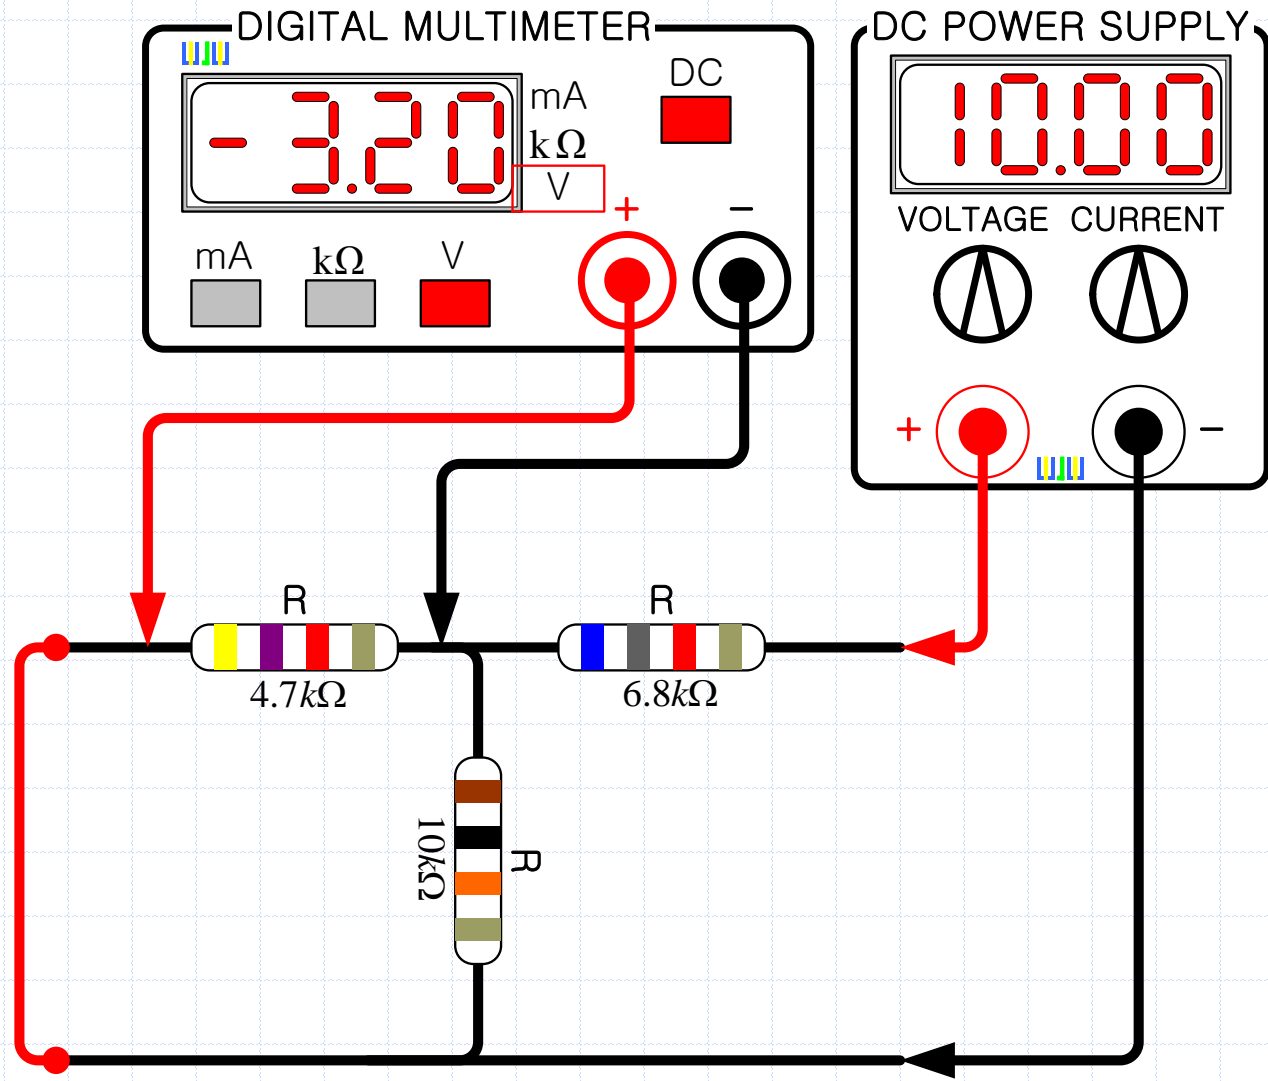 DIGITAL MULTIMETER
-3.20
mA
kΩ
V
DC
mA
kΩ
V
+
−
DC POWER SUPPLY
10.00
VOLTAGE
CURRENT
+
−
R
4.7kΩ
R
6.8kΩ
10kΩ
R